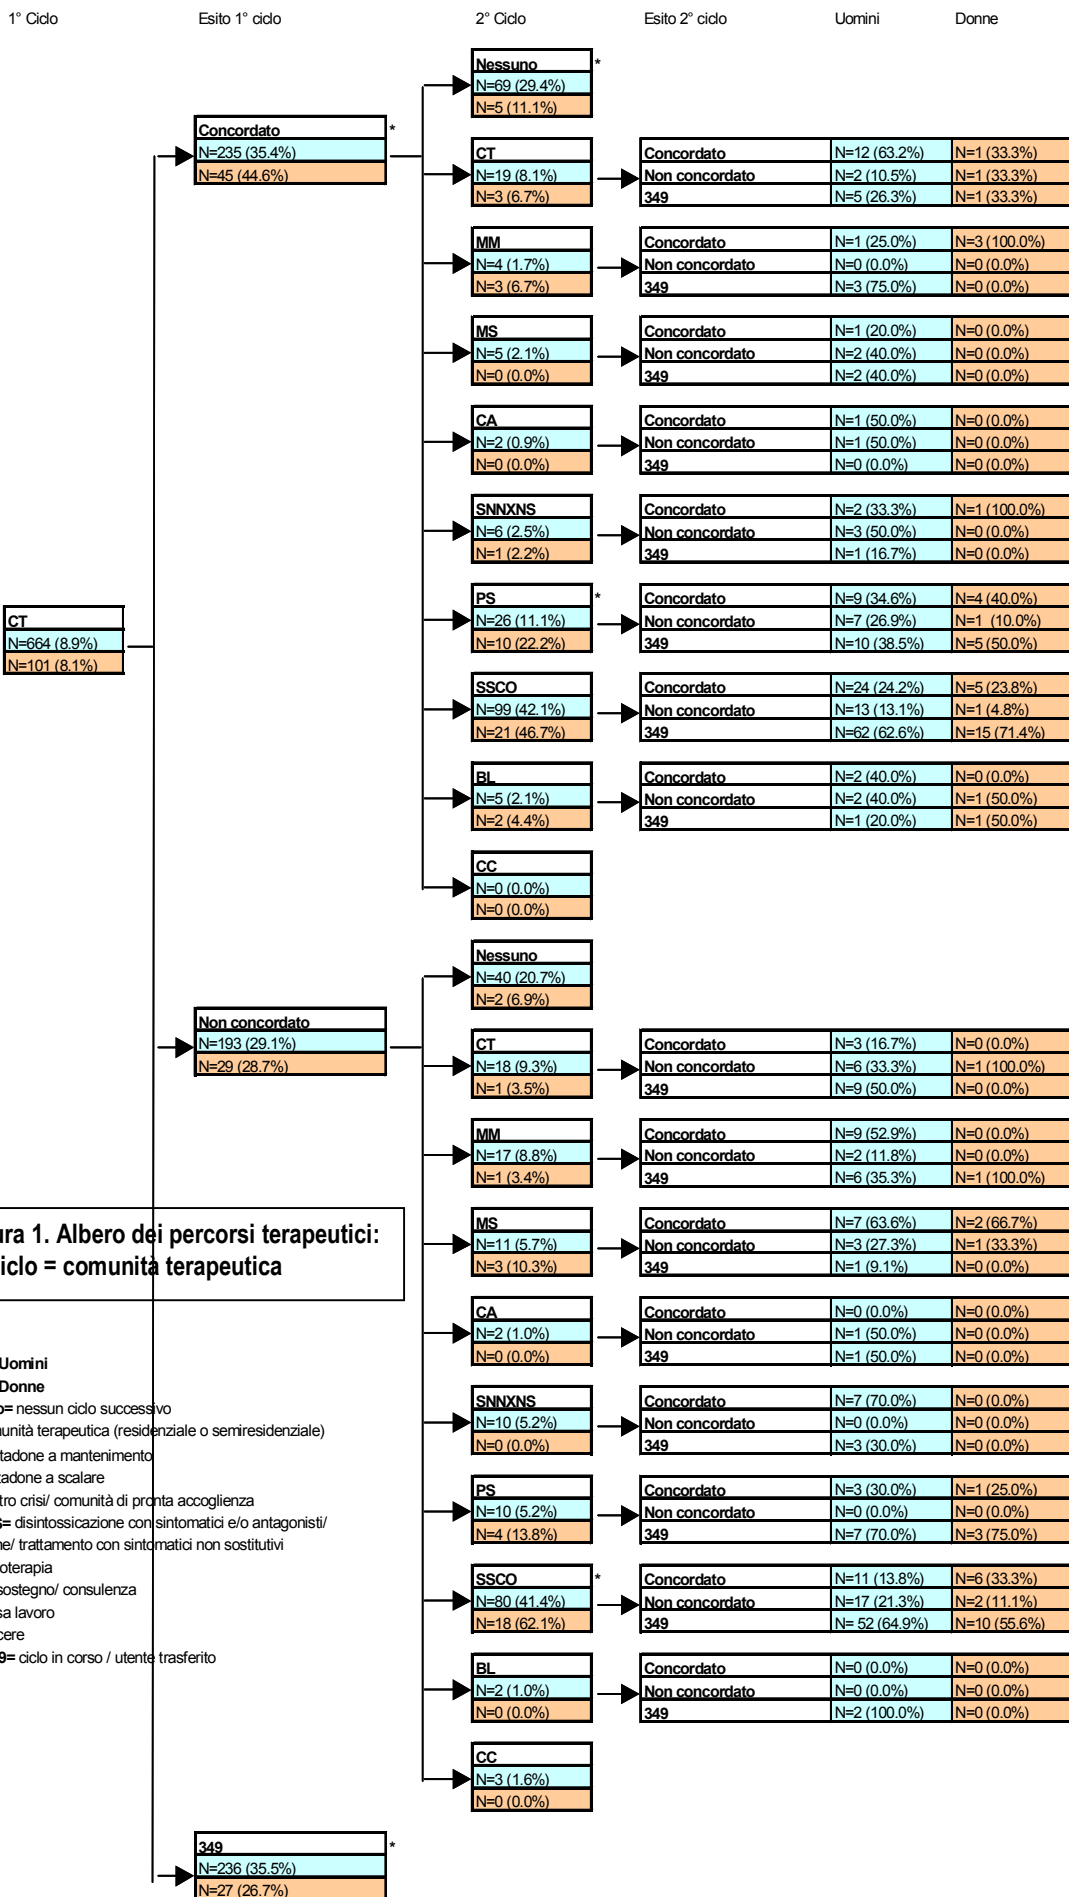 1° Ciclo Esito 1° ciclo 2° Ciclo Esito 2° ciclo Uomini Donne
Nessuno *
N=69 (29.4%)
N=5 (11.1%)
Concordato *
N=235 (35.4%)
N=45 (44.6%)
CT
N=19 (8.1%)
N=3 (6.7%)
Concordato N=12 (63.2%) N=1 (33.3%)
Non concordato N=2 (10.5%) N=1 (33.3%)
349 N=5 (26.3%) N=1 (33.3%)
MM
N=4 (1.7%)
N=3 (6.7%)
Concordato N=1 (25.0%) N=3 (100.0%)
Non concordato N=0 (0.0%) N=0 (0.0%)
349 N=3 (75.0%) N=0 (0.0%)
MS
N=5 (2.1%)
N=0 (0.0%)
Concordato N=1 (20.0%) N=0 (0.0%)
Non concordato N=2 (40.0%) N=0 (0.0%)
349 N=2 (40.0%) N=0 (0.0%)
CA
N=2 (0.9%)
N=0 (0.0%)
Concordato N=1 (50.0%) N=0 (0.0%)
Non concordato N=1 (50.0%) N=0 (0.0%)
349 N=0 (0.0%) N=0 (0.0%)
SNNXNS
N=6 (2.5%)
N=1 (2.2%)
Concordato N=2 (33.3%) N=1 (100.0%)
Non concordato N=3 (50.0%) N=0 (0.0%)
349 N=1 (16.7%) N=0 (0.0%)
CT
N=664 (8.9%)
N=101 (8.1%)
PS *
N=26 (11.1%)
N=10 (22.2%)
Concordato N=9 (34.6%) N=4 (40.0%)
Non concordato N=7 (26.9%) N=1 (10.0%)
349 N=10 (38.5%) N=5 (50.0%)
SSCO
N=99 (42.1%)
N=21 (46.7%)
Concordato N=24 (24.2%) N=5 (23.8%)
Non concordato N=13 (13.1%) N=1 (4.8%)
349 N=62 (62.6%) N=15 (71.4%)
BL
N=5 (2.1%)
N=2 (4.4%)
Concordato N=2 (40.0%) N=0 (0.0%)
Non concordato N=2 (40.0%) N=1 (50.0%)
349 N=1 (20.0%) N=1 (50.0%)
CC
N=0 (0.0%)
N=0 (0.0%)
Nessuno
N=40 (20.7%)
N=2 (6.9%)
Non concordato
N=193 (29.1%)
N=29 (28.7%)
CT
N=18 (9.3%)
N=1 (3.5%)
Concordato N=3 (16.7%) N=0 (0.0%)
Non concordato N=6 (33.3%) N=1 (100.0%)
349 N=9 (50.0%) N=0 (0.0%)
MM
N=17 (8.8%)
N=1 (3.4%)
Concordato N=9 (52.9%) N=0 (0.0%)
Non concordato N=2 (11.8%) N=0 (0.0%)
349 N=6 (35.3%) N=1 (100.0%)
ura 1. Albero dei percorsi terapeutici:
iclo = comunità terapeutica
MS
N=11 (5.7%)
N=3 (10.3%)
Concordato N=7 (63.6%) N=2 (66.7%)
Non concordato N=3 (27.3%) N=1 (33.3%)
349 N=1 (9.1%) N=0 (0.0%)
CA
N=2 (1.0%)
N=0 (0.0%)
Concordato N=0 (0.0%) N=0 (0.0%)
Non concordato N=1 (50.0%) N=0 (0.0%)
349 N=1 (50.0%) N=0 (0.0%)
Uomini
Donne
o= nessun ciclo successivo
unità terapeutica (residenziale o semiresidenziale)
tadone a mantenimento
tadone a scalare
tro crisi/ comunità di pronta accoglienza
S= disintossicazione con sintomatici e/o antagonisti/
ne/ trattamento con sintomatici non sostitutivi
oterapia
sostegno/ consulenza
sa lavoro
cere
9= ciclo in corso / utente trasferito
SNNXNS
N=10 (5.2%)
N=0 (0.0%)
Concordato N=7 (70.0%) N=0 (0.0%)
Non concordato N=0 (0.0%) N=0 (0.0%)
349 N=3 (30.0%) N=0 (0.0%)
PS
N=10 (5.2%)
N=4 (13.8%)
Concordato N=3 (30.0%) N=1 (25.0%)
Non concordato N=0 (0.0%) N=0 (0.0%)
349 N=7 (70.0%) N=3 (75.0%)
SSCO *
N=80 (41.4%)
N=18 (62.1%)
Concordato N=11 (13.8%) N=6 (33.3%)
Non concordato N=17 (21.3%) N=2 (11.1%)
349 N= 52 (64.9%) N=10 (55.6%)
BL
N=2 (1.0%)
N=0 (0.0%)
Concordato N=0 (0.0%) N=0 (0.0%)
Non concordato N=0 (0.0%) N=0 (0.0%)
349 N=2 (100.0%) N=0 (0.0%)
CC
N=3 (1.6%)
N=0 (0.0%)
349 *
N=236 (35.5%)
N=27 (26.7%)